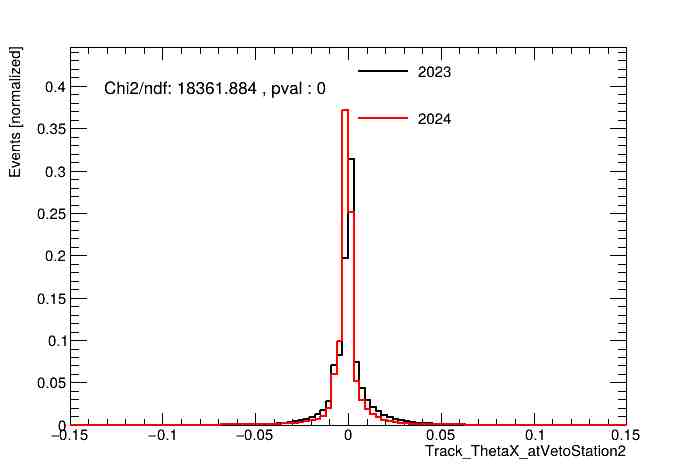 Events [normalized]
Chi2/ndf: 18361.884 , pval : 0
2023
2024
0.4
0.35
0.3
0.25
0.2
0.15
0.1
0.05
0
−0.15 −0.1 −0.05 0 0.05 0.1 0.15
Track_ThetaX_atVetoStation2